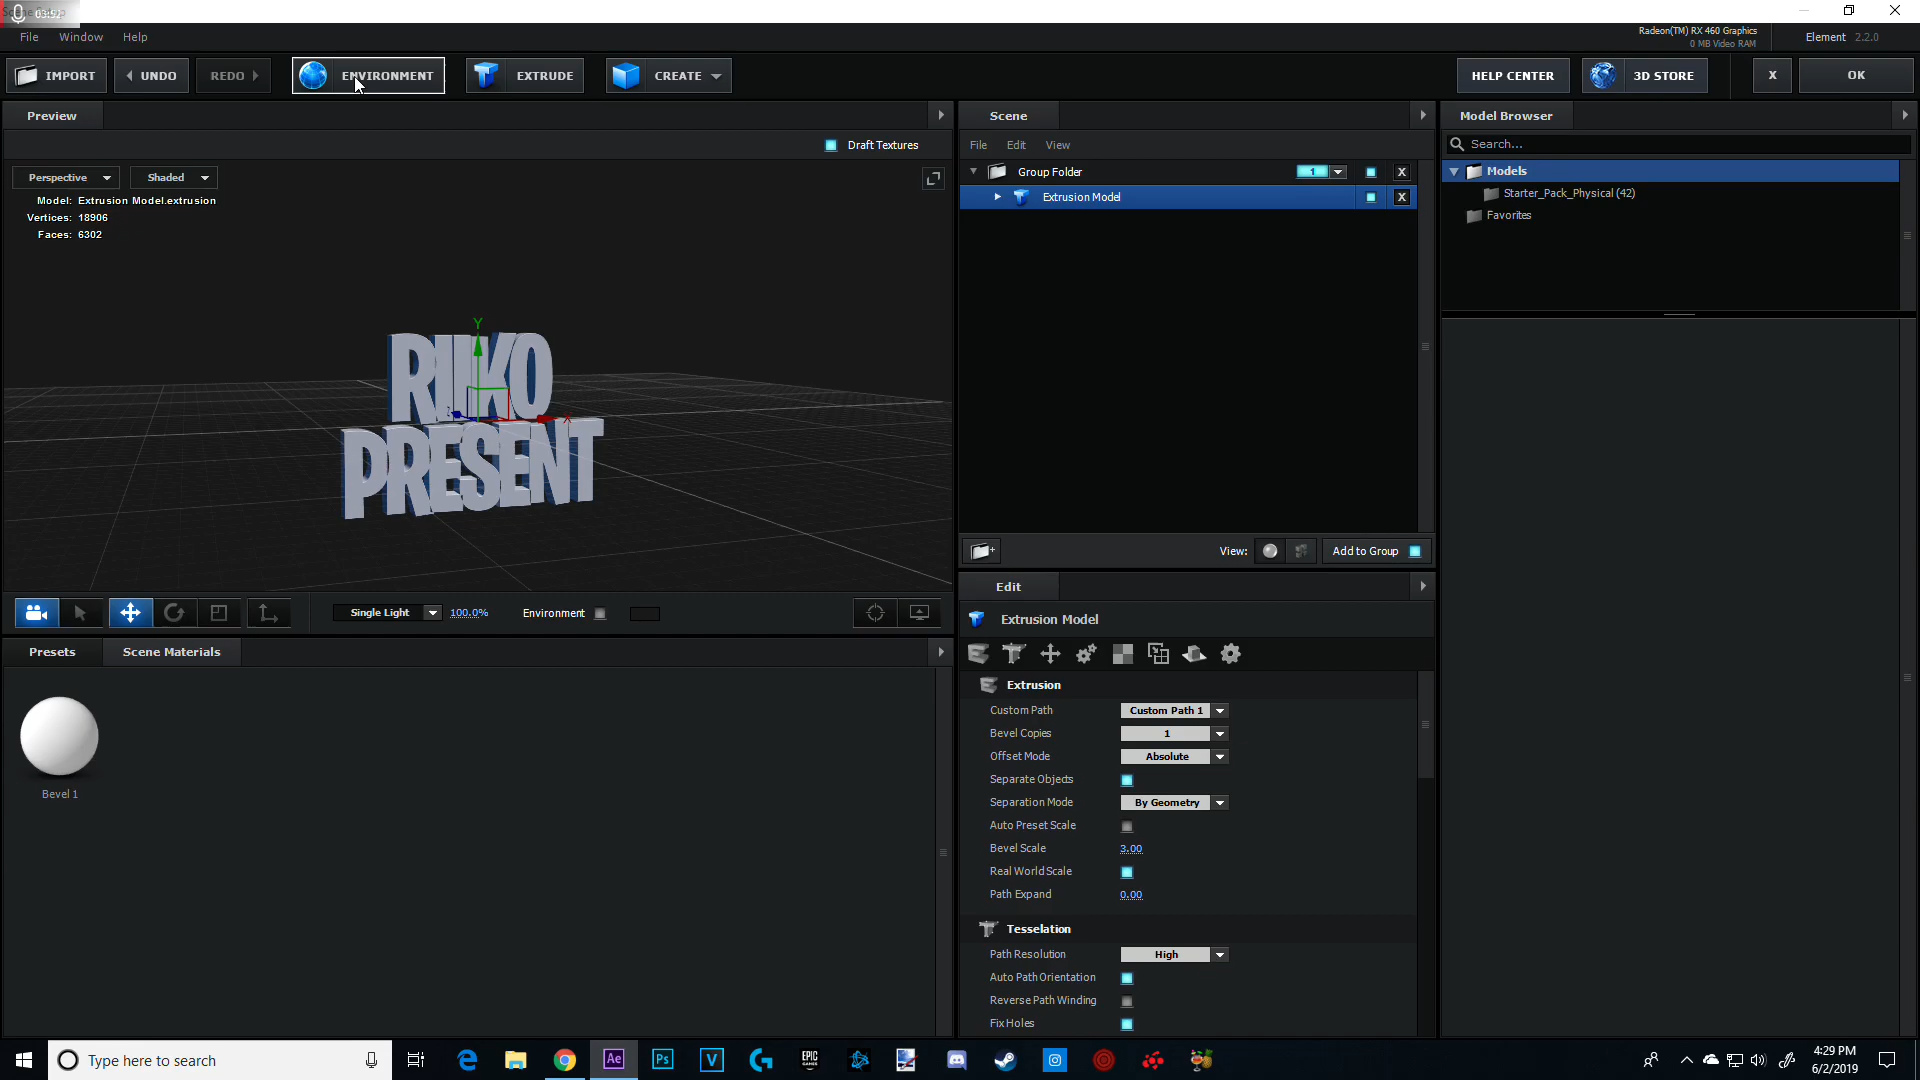 File Window Help
Radeon(TM) RX 460 Graphics
0 MB Video RAM
Element 2.2.0
IMPORT UNDO REDO ENVIRONMENT EXTRUDE CREATE HELP CENTER 3D STORE X OK
Preview
Draft Textures
Perspective Shaded
Model: Extrusion Model.extrusion
Vertices: 18906
Faces: 6302
Y
X
RIIKO
PRESENT
Single Light 100.0% Environment
Presets Scene Materials
Bevel 1
Scene
File Edit View
Group Folder 1 X
Extrusion Model X
View: Add to Group
Edit
Extrusion Model
Extrusion
Custom Path Custom Path 1
Bevel Copies 1
Offset Mode Absolute
Separate Objects
Separation Mode By Geometry
Auto Preset Scale
Bevel Scale 3.00
Real World Scale
Path Expand 0.00
Tesselation
Path Resolution High
Auto Path Orientation
Reverse Path Winding
Fix Holes
Model Browser
Search...
Models
Starter_Pack_Physical (42)
Favorites
Type here to search
Ae Ps V
EPIC
GAMES
4:29 PM
6/2/2019